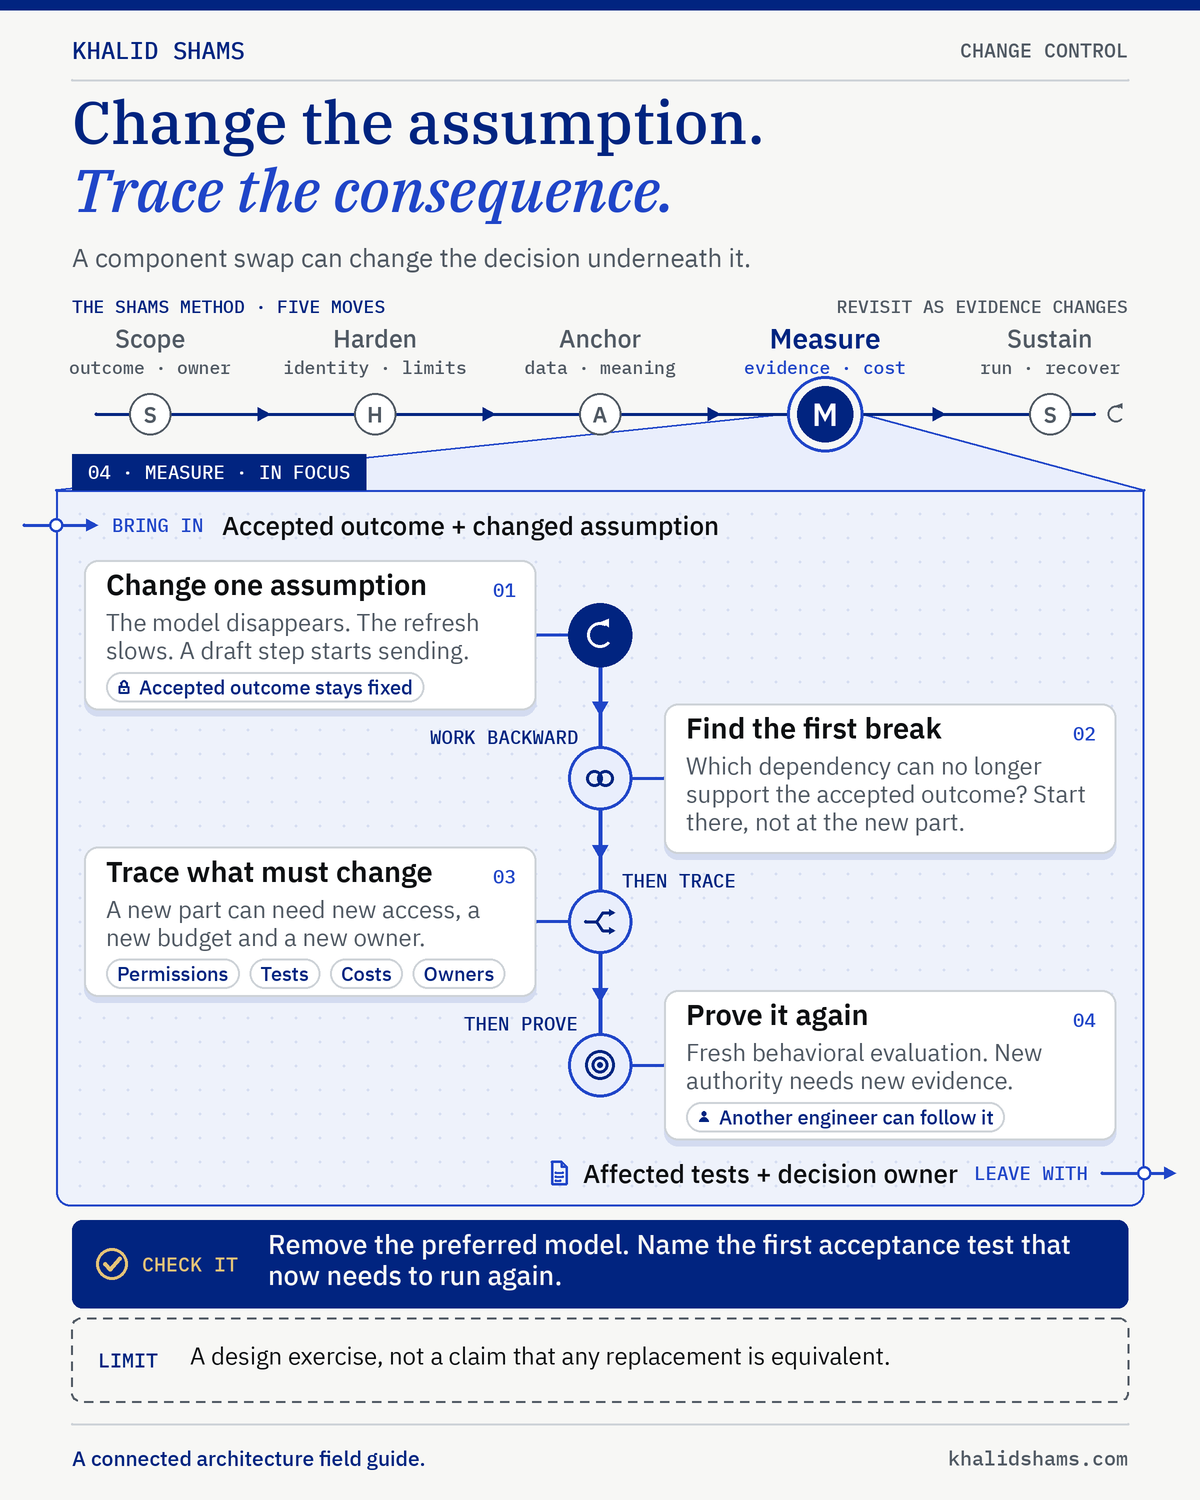 KHALID SHAMS
CHANGE CONTROL
Change the assumption.
Trace the consequence.
A component swap can change the decision underneath it.
THE SHAMS METHOD · FIVE MOVES
REVISIT AS EVIDENCE CHANGES
Scope
outcome · owner
Harden
identity · limits
Anchor
data · meaning
Measure
evidence · cost
Sustain
run · recover
S
H
A
M
S
04 · MEASURE · IN FOCUS
BRING IN
Accepted outcome + changed assumption
Change one assumption
01
The model disappears. The refresh
slows. A draft step starts sending.
Accepted outcome stays fixed
WORK BACKWARD
Find the first break
02
Which dependency can no longer
support the accepted outcome? Start
there, not at the new part.
Trace what must change
03
A new part can need new access, a
new budget and a new owner.
Permissions
Tests
Costs
Owners
THEN TRACE
THEN PROVE
Prove it again
04
Fresh behavioral evaluation. New
authority needs new evidence.
Another engineer can follow it
Affected tests + decision owner
LEAVE WITH
CHECK IT
Remove the preferred model. Name the first acceptance test that
now needs to run again.
LIMIT
A design exercise, not a claim that any replacement is equivalent.
A connected architecture field guide.
khalidshams.com